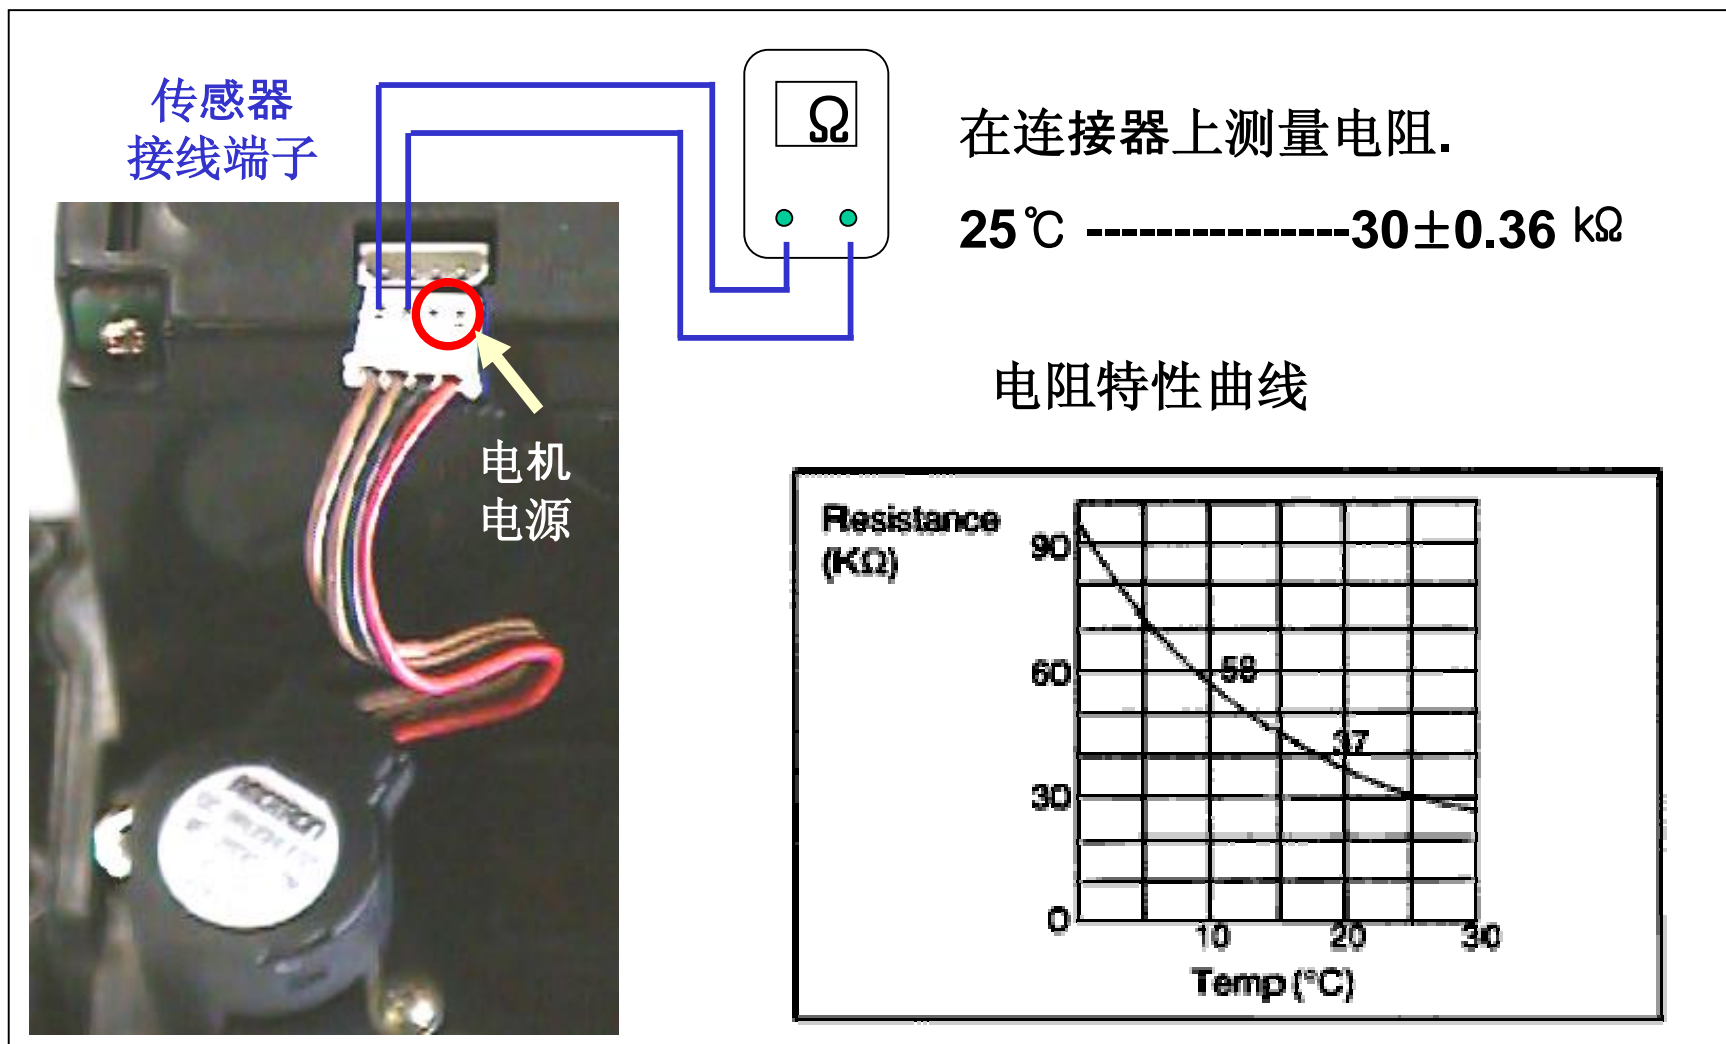 传感器
接线端子
Ω
在连接器上测量电阻.
25℃ ---------------30±0.36 kΩ
电阻特性曲线
电机
电源
Resistance
(KΩ)
90
60
30
0
58
37
10 20 30
Temp (°C)